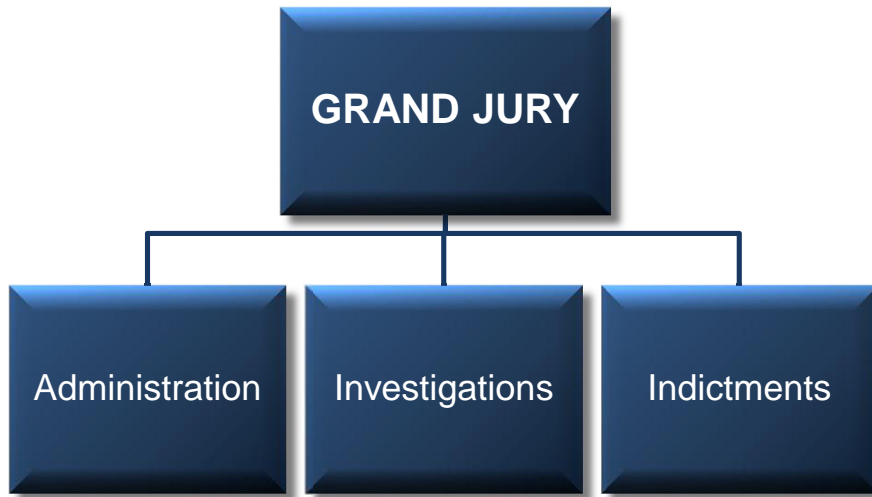 GRAND JURY
Administration
Investigations
Indictments